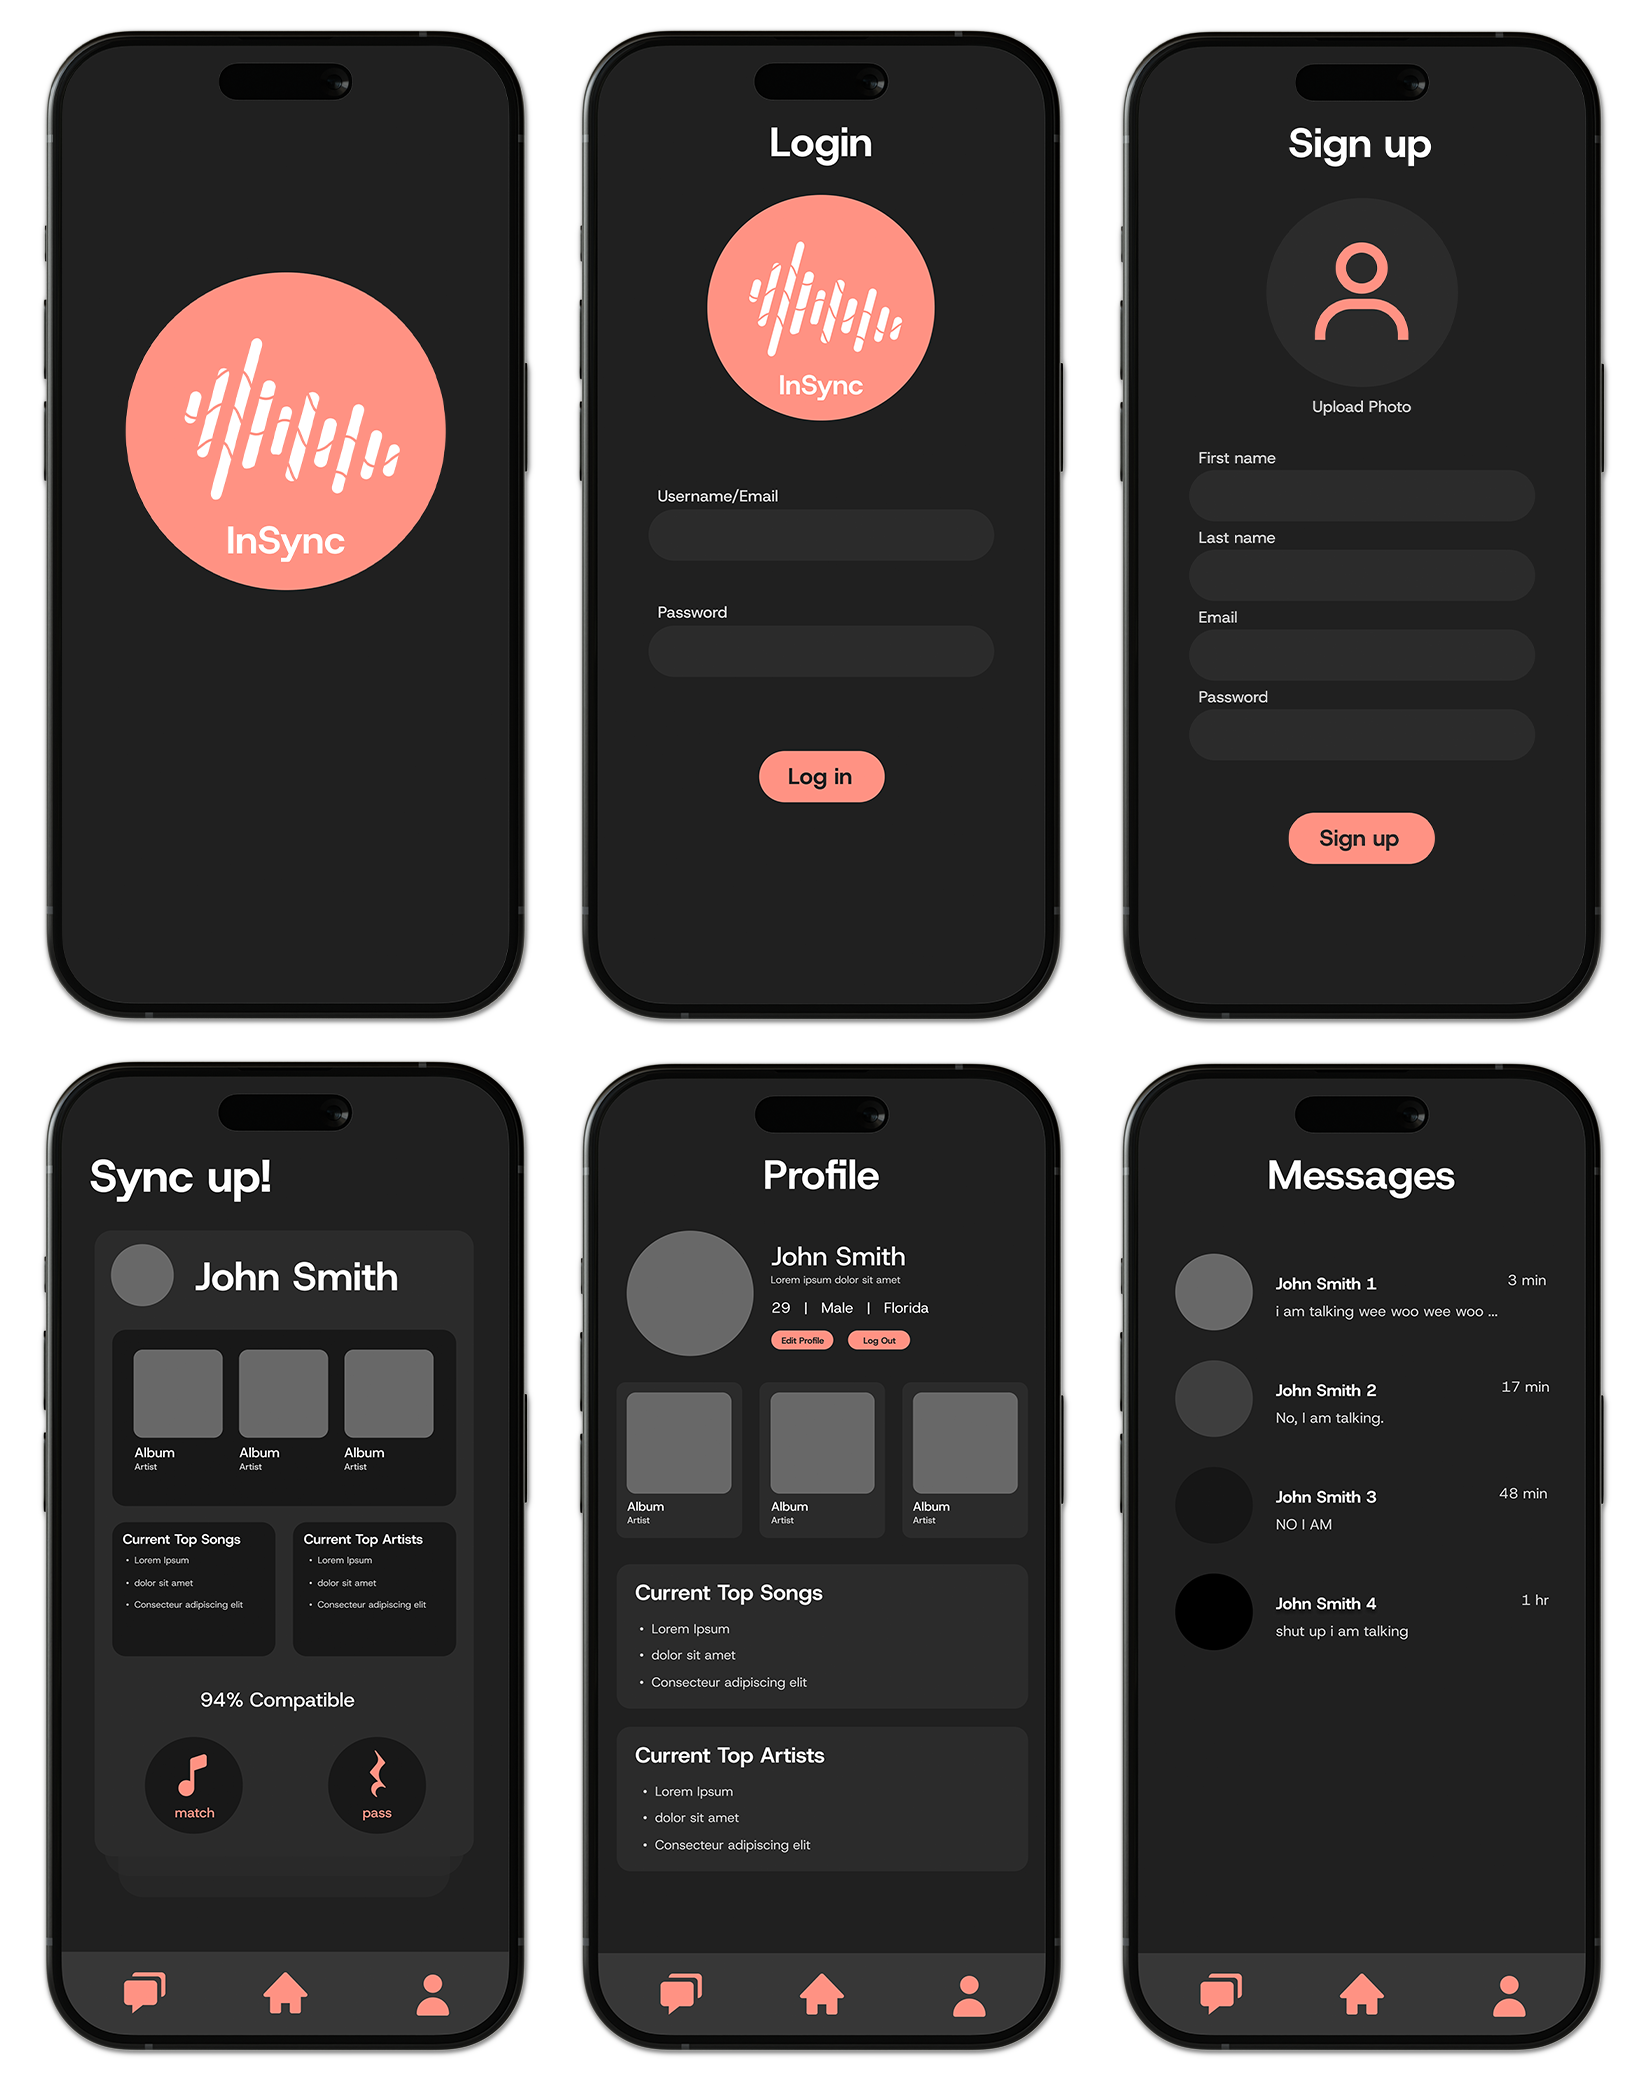 InSync
Login
InSync
Username/Email
Password
Log in
Sign up
Upload Photo
First name
Last name
Email
Password
Sign up
Sync up!
John Smith
Album
Artist
Album
Artist
Album
Artist
Current Top Songs
• Lorem Ipsum
• dolor sit amet
• Consecteur adipiscing elit
Current Top Artists
• Lorem Ipsum
• dolor sit amet
• Consecteur adipiscing elit
94% Compatible
match
pass
Profile
John Smith
Lorem ipsum dolor sit amet
29 | Male | Florida
Edit Profile
Log Out
Album
Artist
Album
Artist
Album
Artist
Current Top Songs
• Lorem Ipsum
• dolor sit amet
• Consecteur adipiscing elit
Current Top Artists
• Lorem Ipsum
• dolor sit amet
• Consecteur adipiscing elit
Messages
John Smith 1
3 min
i am talking wee woo wee woo ...
John Smith 2
17 min
No, I am talking.
John Smith 3
48 min
NO I AM
John Smith 4
1 hr
shut up i am talking